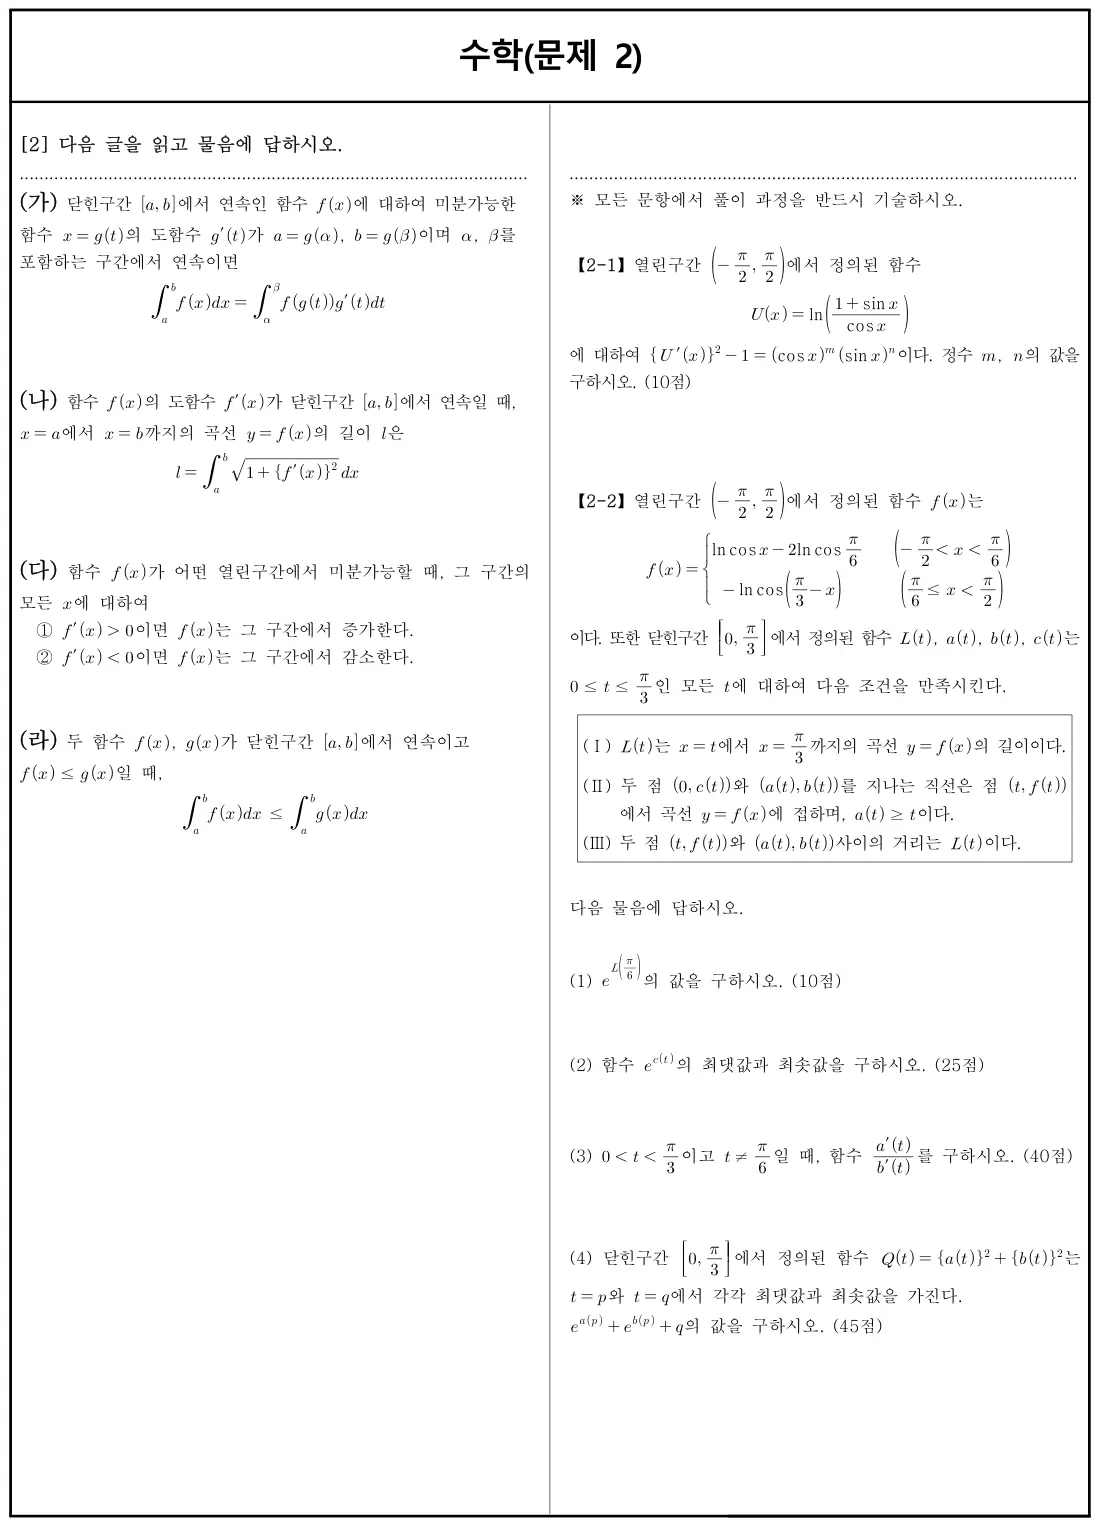 수학(문제 2)
[2] 다음 글을 읽고 물음에 답하시오.
(가) 닫힌구간 [a, b]에서 연속인 함수 f(x)에 대하여 미분가능한
함수 x = g(t)의 도함수 g′(t)가 a = g(α), b = g(β)이며 α, β를
포함하는 구간에서 연속이면
∫_a^b f(x)dx = ∫_α^β f(g(t))g′(t)dt
(나) 함수 f(x)의 도함수 f′(x)가 닫힌구간 [a, b]에서 연속일 때,
x = a에서 x = b까지의 곡선 y = f(x)의 길이 l은
l = ∫_a^b √(1 + {f′(x)}²) dx
(다) 함수 f(x)가 어떤 열린구간에서 미분가능할 때, 그 구간의
모든 x에 대하여
① f′(x) > 0이면 f(x)는 그 구간에서 증가한다.
② f′(x) < 0이면 f(x)는 그 구간에서 감소한다.
(라) 두 함수 f(x), g(x)가 닫힌구간 [a, b]에서 연속이고
f(x) ≤ g(x)일 때,
∫_a^b f(x)dx ≤ ∫_a^b g(x)dx
※ 모든 문항에서 풀이 과정을 반드시 기술하시오.
【2-1】열린구간 (−π/2, π/2)에서 정의된 함수
U(x) = ln((1 + sin x)/(cos x))
에 대하여 {U′(x)}² − 1 = (cos x)^m (sin x)^n이다. 정수 m, n의 값을
구하시오. (10점)
【2-2】열린구간 (−π/2, π/2)에서 정의된 함수 f(x)는
f(x) = { ln cos x − 2ln cos π/6 (−π/2 < x < π/6)
− ln cos(π/3 − x) (π/6 ≤ x < π/2)
이다. 또한 닫힌구간 [0, π/3]에서 정의된 함수 L(t), a(t), b(t), c(t)는
0 ≤ t ≤ π/3인 모든 t에 대하여 다음 조건을 만족시킨다.
(Ⅰ) L(t)는 x = t에서 x = π/3까지의 곡선 y = f(x)의 길이이다.
(Ⅱ) 두 점 (0, c(t))와 (a(t), b(t))를 지나는 직선은 점 (t, f(t))
에서 곡선 y = f(x)에 접하며, a(t) ≥ t이다.
(Ⅲ) 두 점 (t, f(t))와 (a(t), b(t))사이의 거리는 L(t)이다.
다음 물음에 답하시오.
(1) e^{L(π/6)}의 값을 구하시오. (10점)
(2) 함수 e^{c(t)}의 최댓값과 최솟값을 구하시오. (25점)
(3) 0 < t < π/3이고 t ≠ π/6일 때, 함수 a′(t)/b′(t)를 구하시오. (40점)
(4) 닫힌구간 [0, π/3]에서 정의된 함수 Q(t) = {a(t)}² + {b(t)}²는
t = p와 t = q에서 각각 최댓값과 최솟값을 가진다.
e^{a(p)} + e^{b(p)} + q의 값을 구하시오. (45점)